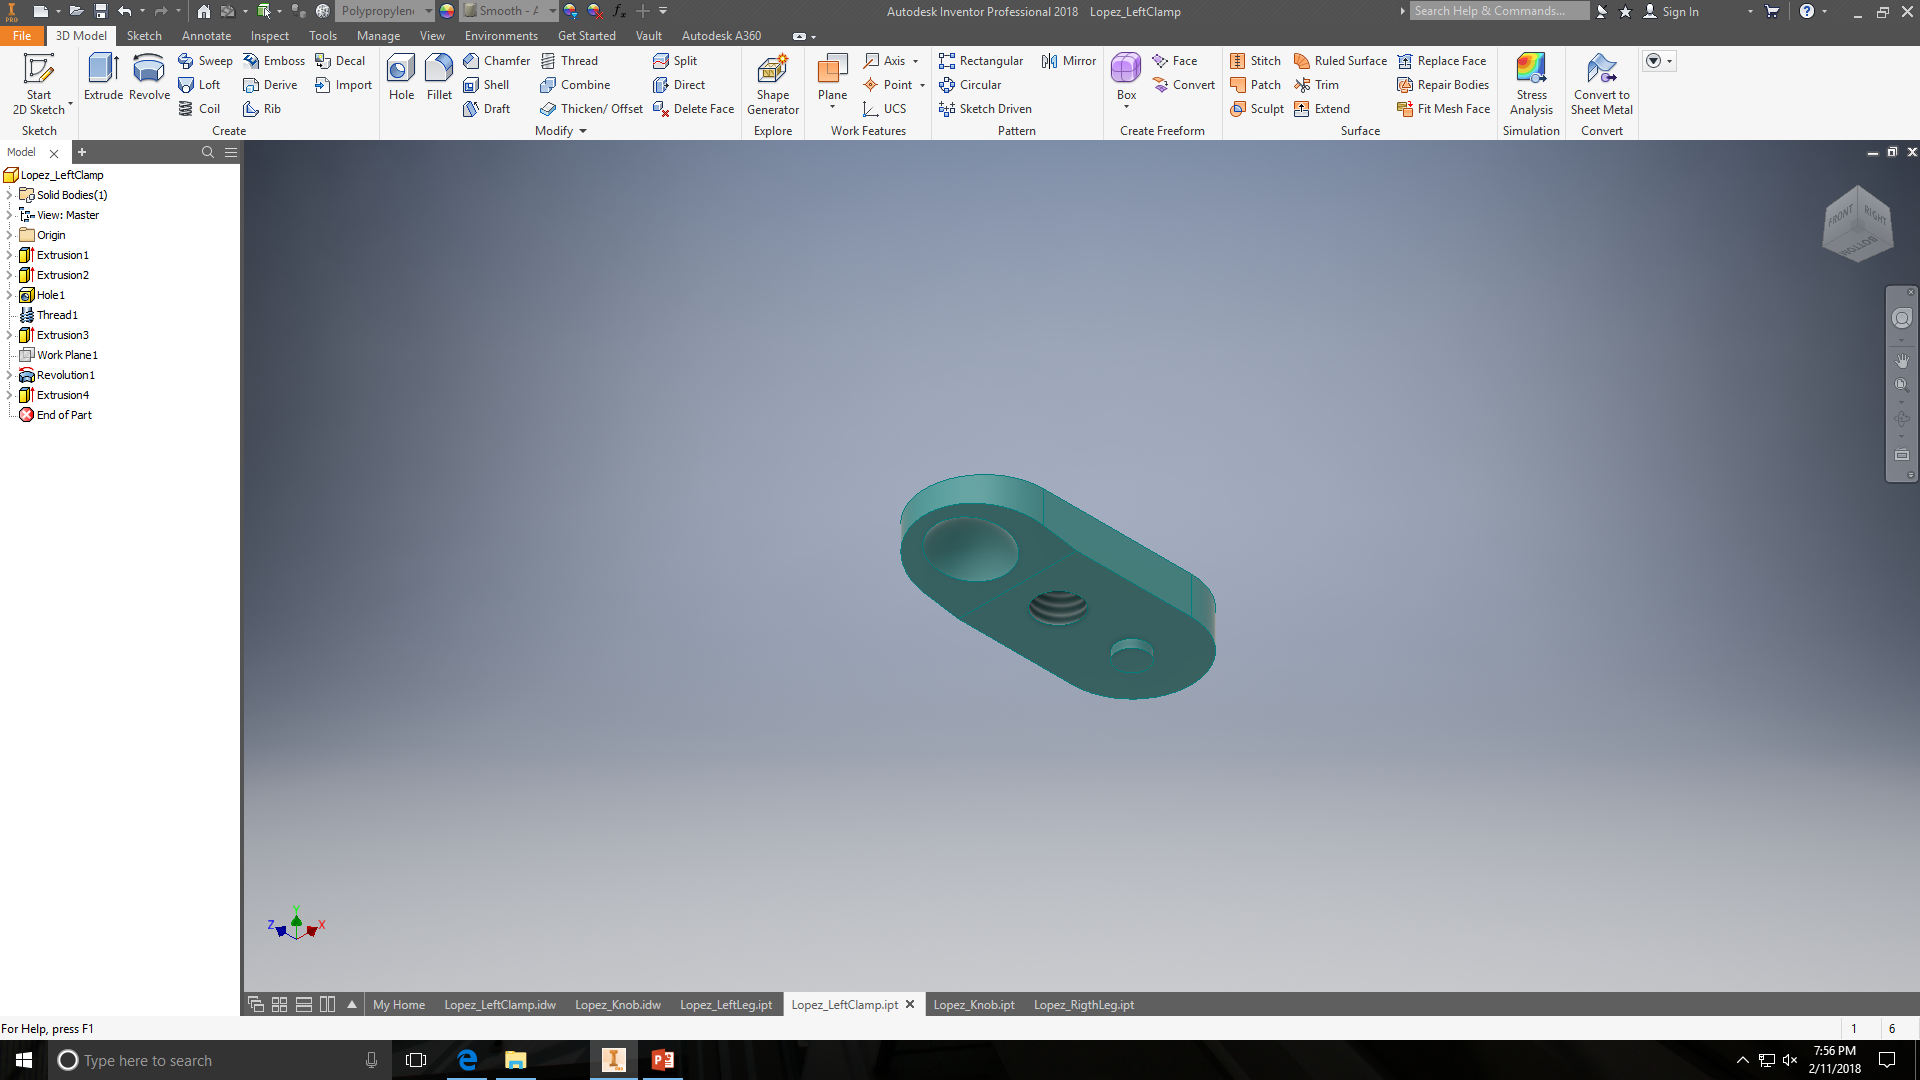 PRO
Polypropylene
Smooth - A
fx
Autodesk Inventor Professional 2018 Lopez_LeftClamp
Search Help & Commands...
Sign In
File 3D Model Sketch Annotate Inspect Tools Manage View Environments Get Started Vault Autodesk A360
Start
2D Sketch
Sketch
Extrude Revolve
Sweep Emboss Decal
Loft Derive Import
Coil Rib
Create
Hole Fillet
Chamfer Thread Split
Shell Combine Direct
Draft Thicken/ Offset Delete Face
Modify
Shape
Generator
Explore
Plane
Axis
Point
UCS
Work Features
Rectangular Mirror
Circular
Sketch Driven
Pattern
Box
Face
Convert
Create Freeform
Stitch Ruled Surface Replace Face
Patch Trim Repair Bodies
Sculpt Extend Fit Mesh Face
Surface
Stress
Analysis
Simulation
Convert to
Sheet Metal
Convert
Model
Lopez_LeftClamp
Solid Bodies(1)
View: Master
Origin
Extrusion1
Extrusion2
Hole1
Thread1
Extrusion3
Work Plane1
Revolution1
Extrusion4
End of Part
FRONT RIGHT
BOTTOM
Y
Z X
My Home Lopez_LeftClamp.idw Lopez_Knob.idw Lopez_LeftLeg.ipt Lopez_LeftClamp.ipt Lopez_Knob.ipt Lopez_RigthLeg.ipt
For Help, press F1
1 6
Type here to search
7:56 PM
2/11/2018